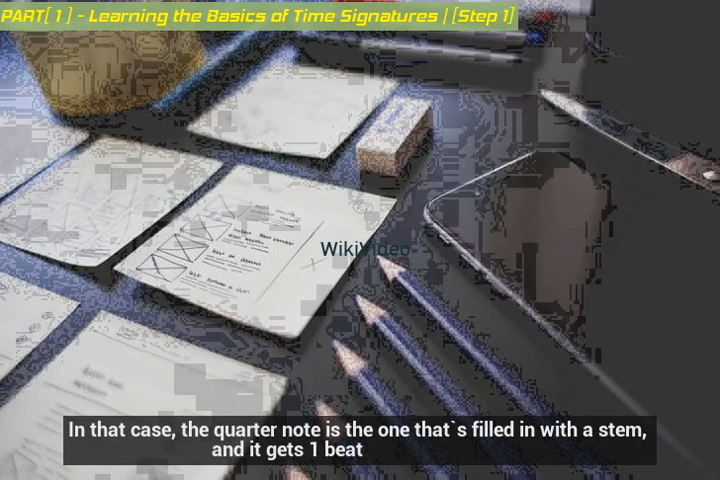 PART[ 1 ] - Learning the Basics of Time Signatures | [Step 1]
WikiVideo
In that case, the quarter note is the one that`s filled in with a stem,
and it gets 1 beat